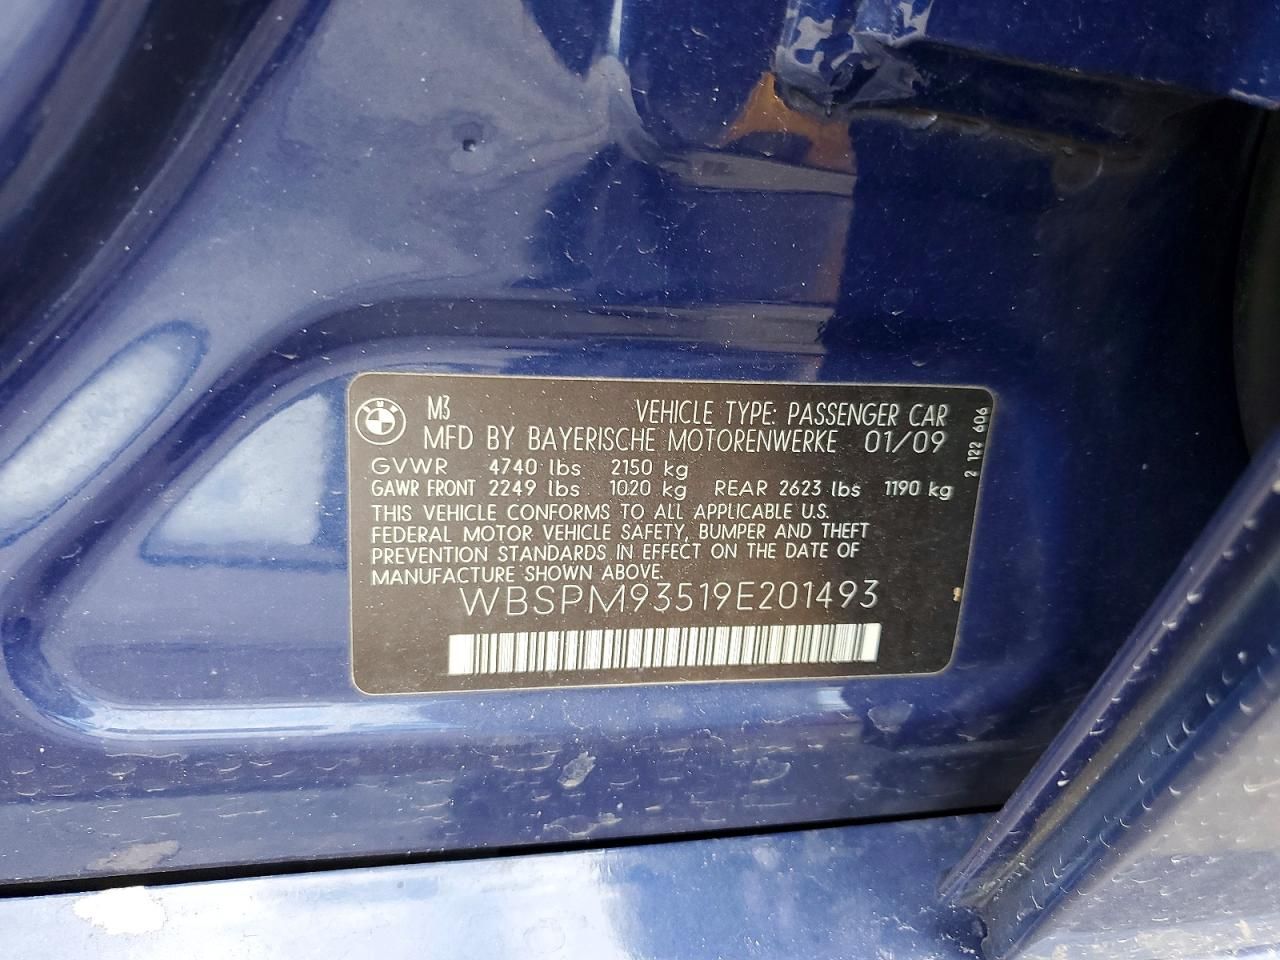 M3 VEHICLE TYPE: PASSENGER CAR
MFD BY BAYERISCHE MOTORENWERKE 01/09
GVWR 4740 lbs 2150 kg
GAWR FRONT 2249 lbs 1020 kg REAR 2623 lbs 1190 kg
THIS VEHICLE CONFORMS TO ALL APPLICABLE U.S.
FEDERAL MOTOR VEHICLE SAFETY, BUMPER AND THEFT
PREVENTION STANDARDS IN EFFECT ON THE DATE OF
MANUFACTURE SHOWN ABOVE.
WBSPM93519E201493
2 122 606
BMW